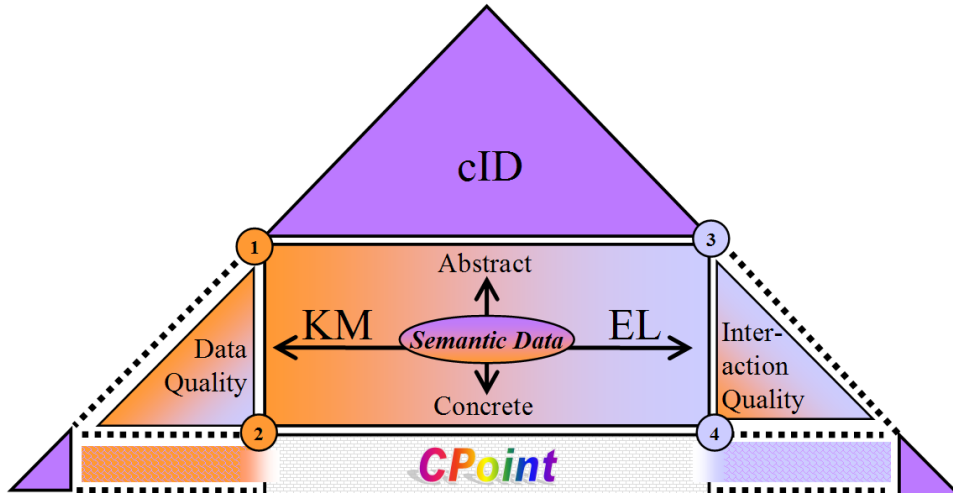 cID
1
3
Abstract
KM
EL
Semantic Data
Data
Quality
Inter-
action
Quality
Concrete
2
4
CPoint